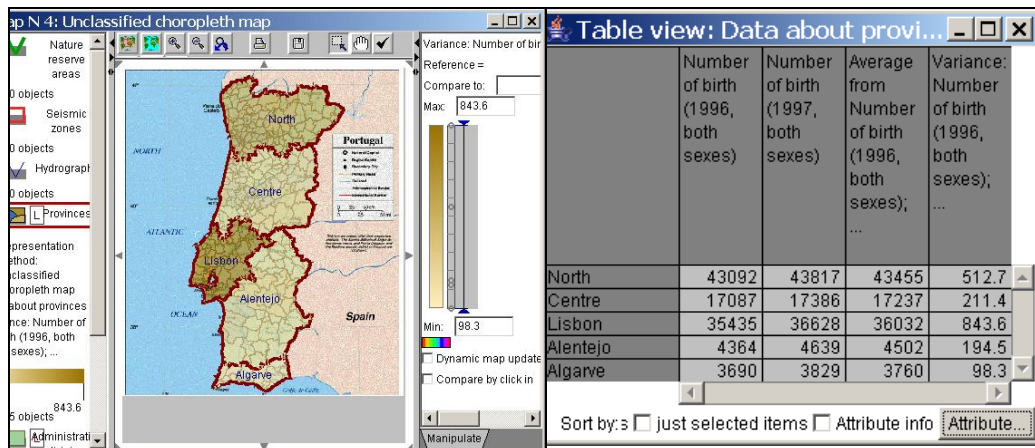 ap N 4: Unclassified choropleth map
Nature
reserve
areas
0 objects
Seismic
zones
0 objects
Hydrograph
0 objects
L Provinces
epresentation
ethod:
nclassified
oropleth map
about provinces
nce: Number of
h (1996, both
sexes); ...
843.6
5 objects
L Administrati
North
Centre
Lisbon
Alentejo
Algarve
NORTH
ATLANTIC
OCEAN
Spain
Portugal
Variance: Number of bir
Reference =
Compare to:
Max: 843.6
Min: 98.3
Dynamic map update
Compare by click in
Manipulate
Table view: Data about provi...
Number of birth (1996, both sexes)
Number of birth (1997, both sexes)
Average from Number of birth (1996, both sexes); ...
Variance: Number of birth (1996, both sexes); ...
North 43092 43817 43455 512.7
Centre 17087 17386 17237 211.4
Lisbon 35435 36628 36032 843.6
Alentejo 4364 4639 4502 194.5
Algarve 3690 3829 3760 98.3
Sort by:s just selected items Attribute info Attribute...